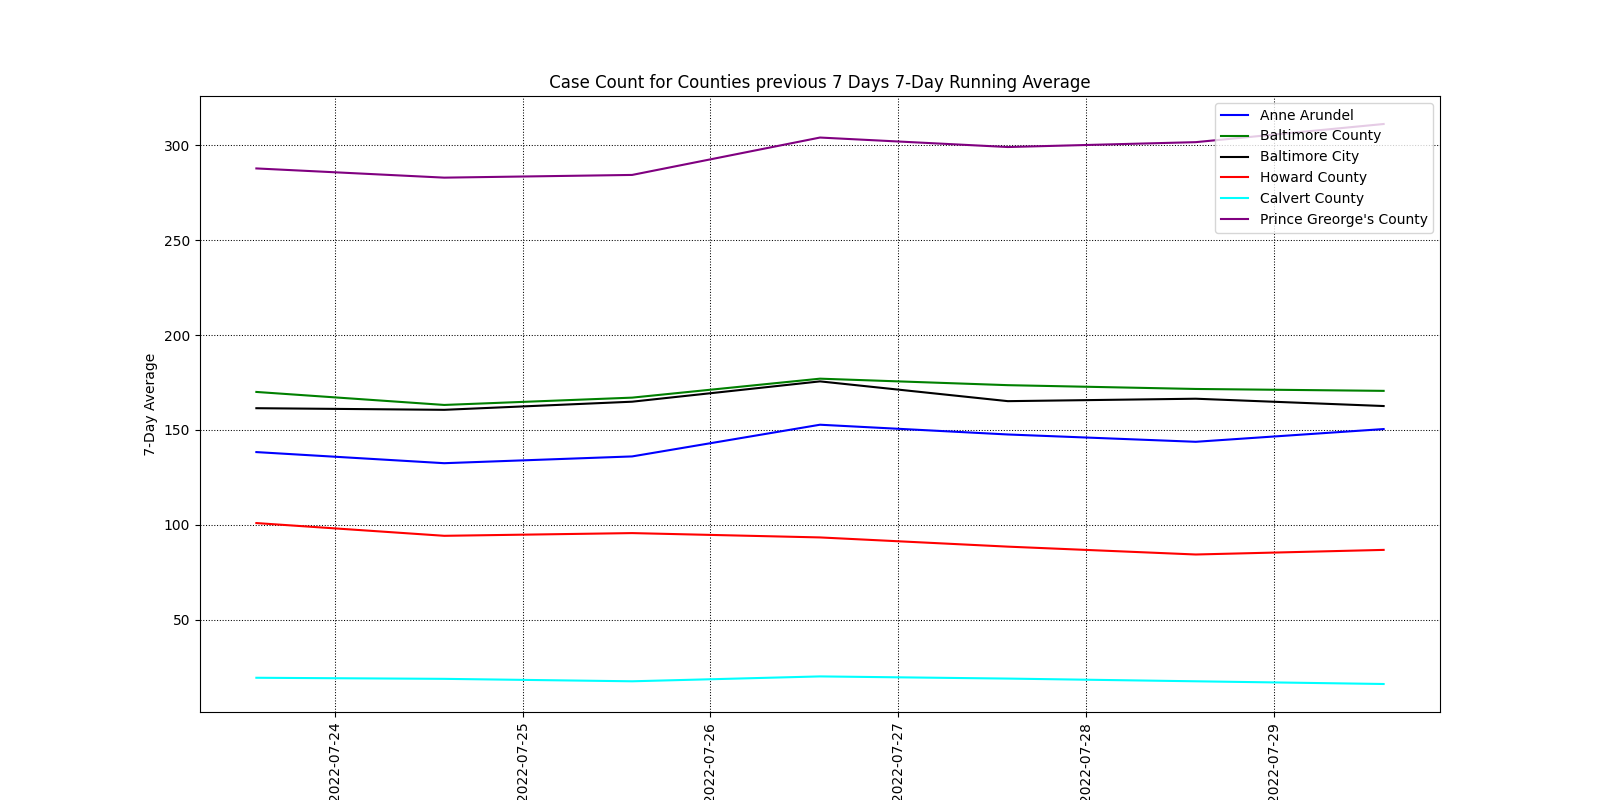 Case Count for Counties previous 7 Days 7-Day Running Average
Anne Arundel
Baltimore County
Baltimore City
Howard County
Calvert County
Prince Greorge's County
300
250
200
150
100
50
7-Day Average
2022-07-24
2022-07-25
2022-07-26
2022-07-27
2022-07-28
2022-07-29